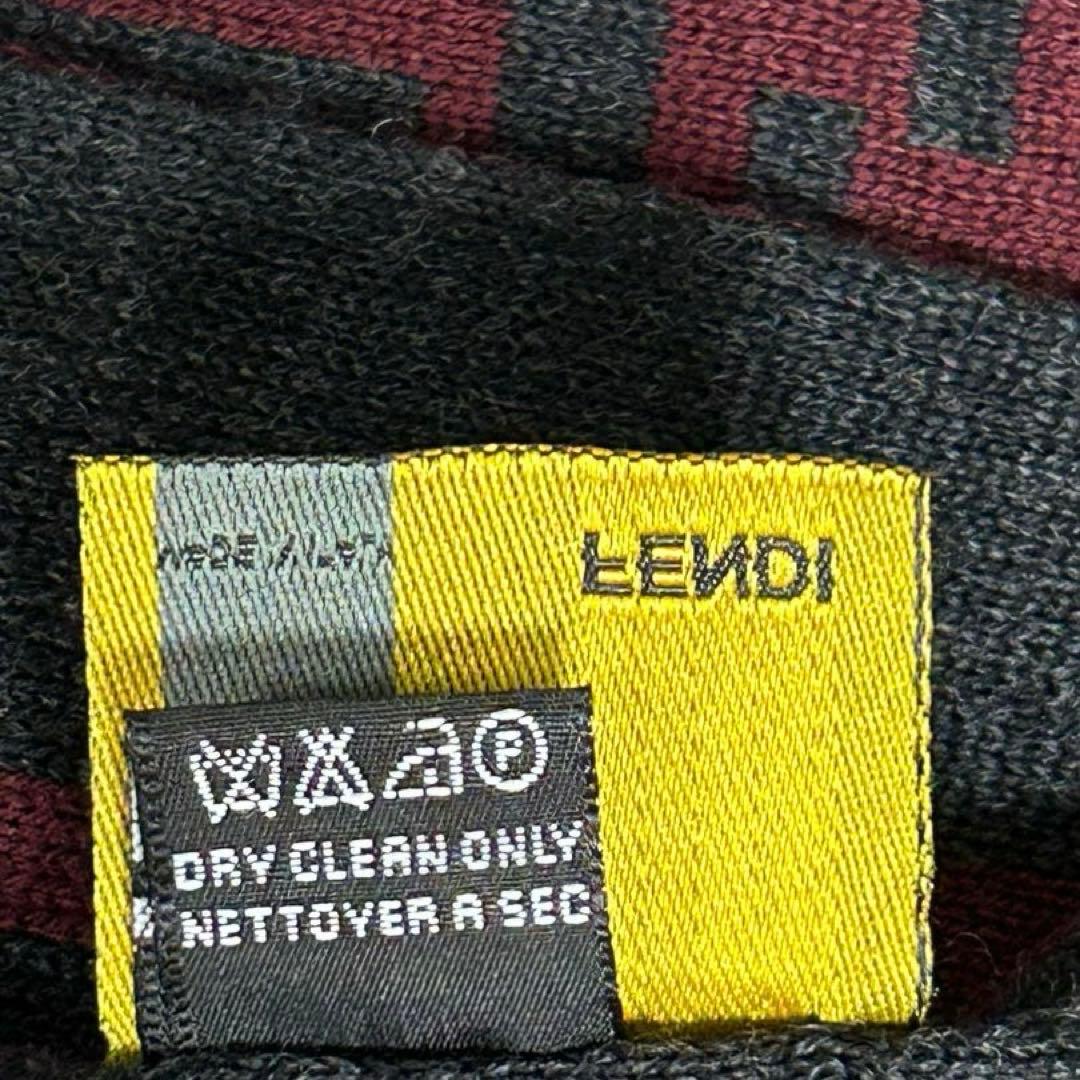 FENDI
DRY CLEAN ONLY
NETTOYER A SEC